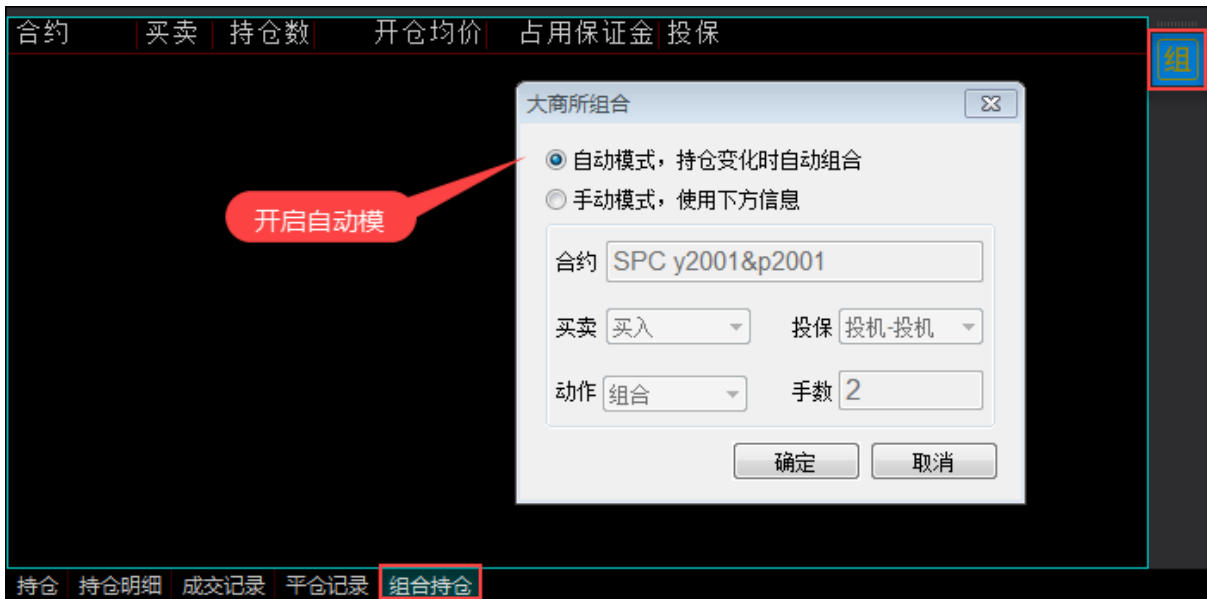 合约 买卖 持仓数 开仓均价 占用保证金 投保
组
大商所组合
自动模式，持仓变化时自动组合
手动模式，使用下方信息
开启自动模
合约 SPC y2001&p2001
买卖 买入 投保 投机-投机
动作 组合 手数 2
确定 取消
持仓 持仓明细 成交记录 平仓记录 组合持仓